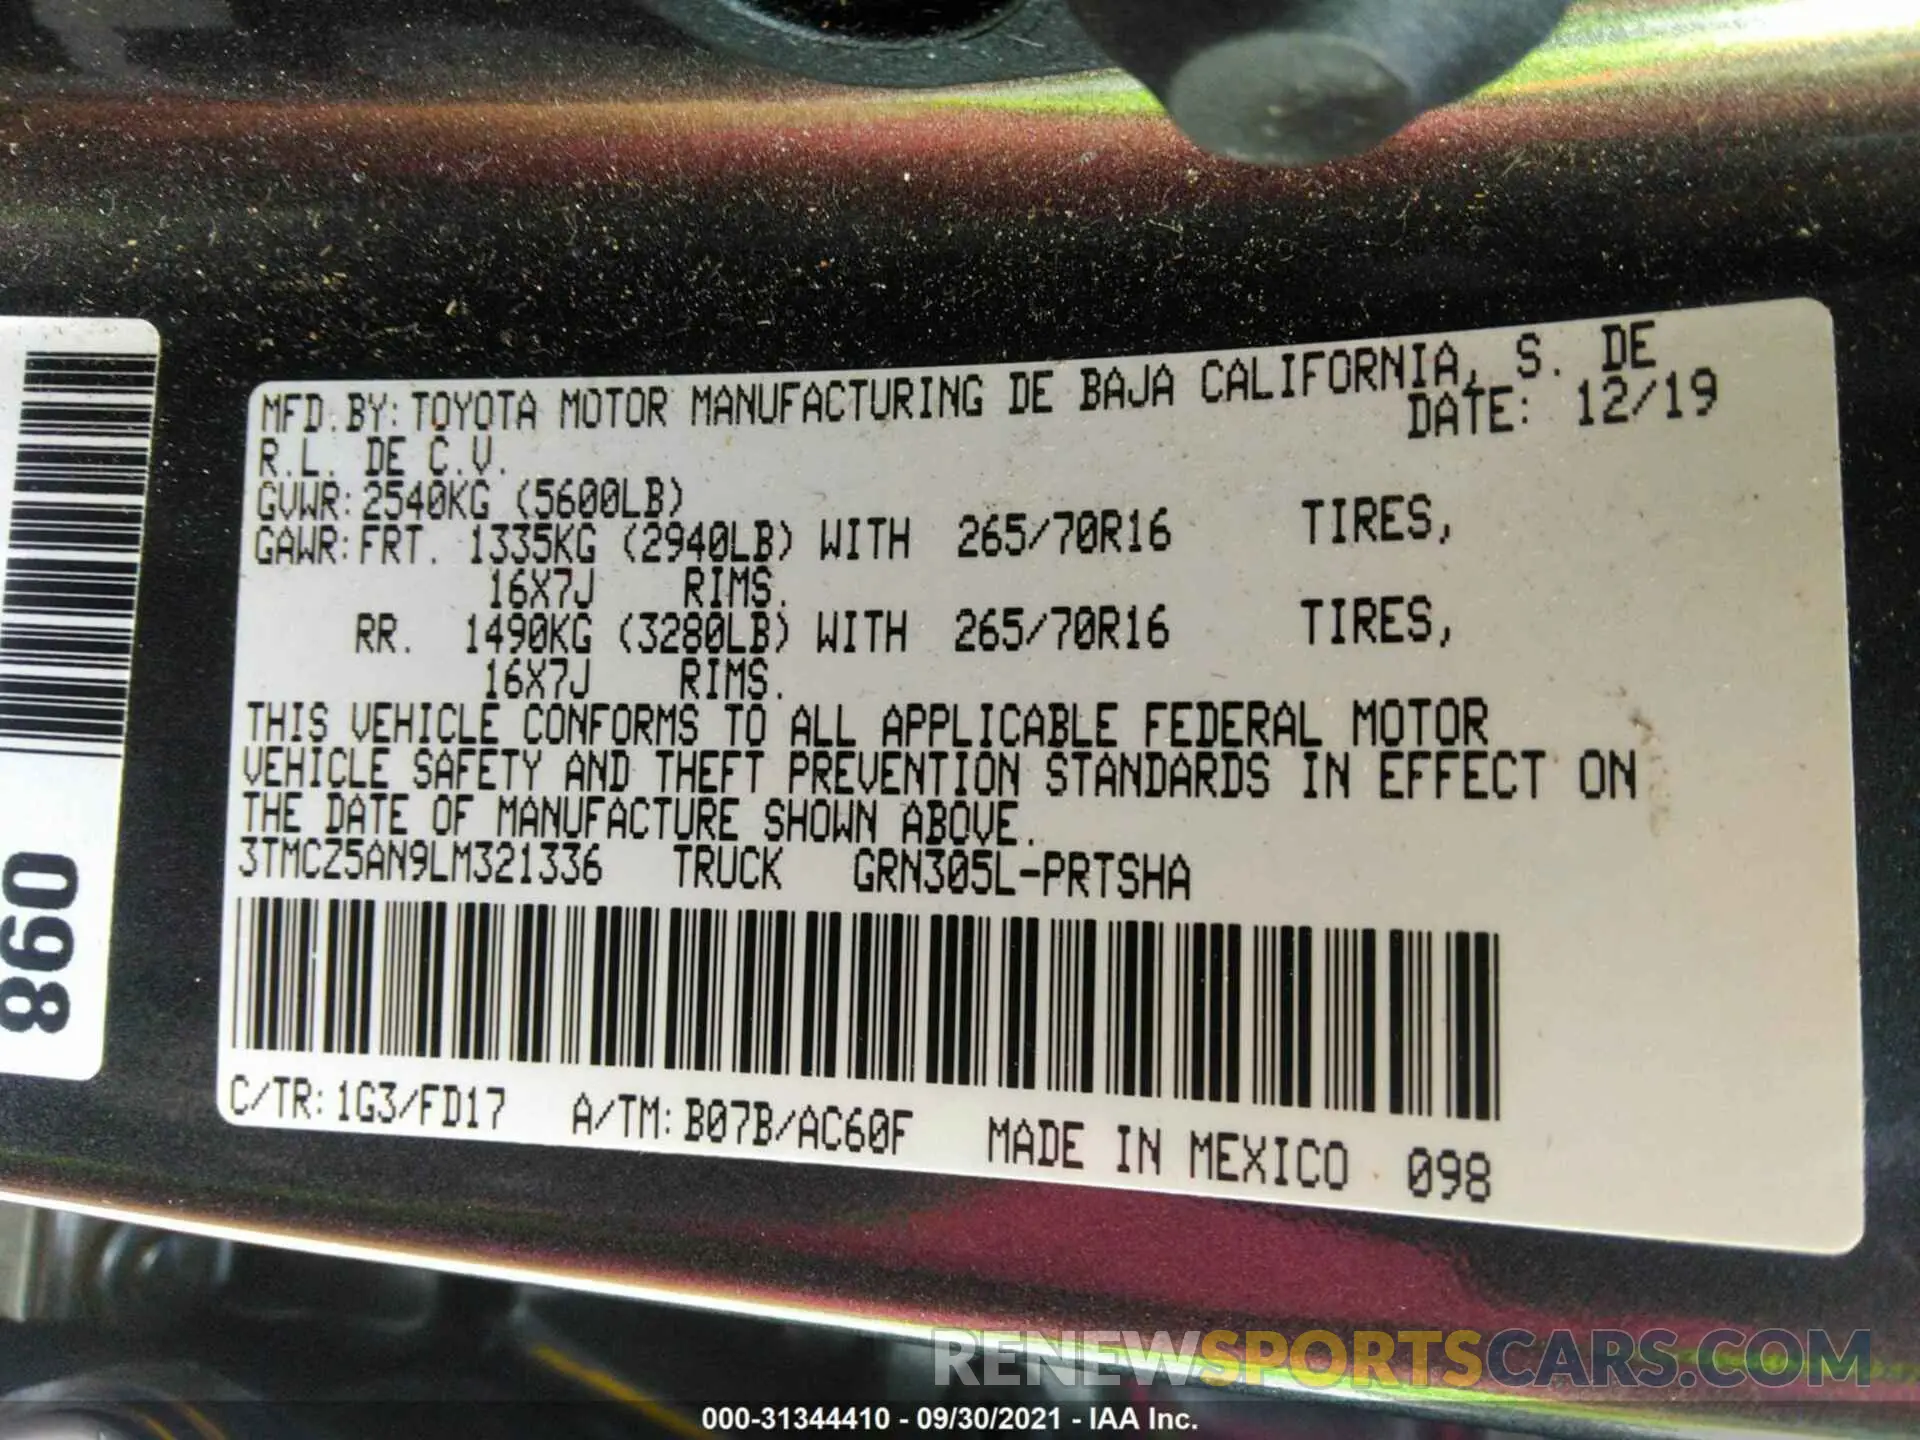 MFD.BY: TOYOTA MOTOR MANUFACTURING DE BAJA CALIFORNIA, S. DE
R.L. DE C.V. DATE: 12/19
GVWR: 2540KG (5600LB)
GAWR: FRT. 1335KG (2940LB) WITH 265/70R16 TIRES,
16X7J RIMS.
RR. 1490KG (3280LB) WITH 265/70R16 TIRES,
16X7J RIMS.
THIS VEHICLE CONFORMS TO ALL APPLICABLE FEDERAL MOTOR
VEHICLE SAFETY AND THEFT PREVENTION STANDARDS IN EFFECT ON
THE DATE OF MANUFACTURE SHOWN ABOVE.
3TMCZ5AN9LM321336 TRUCK GRN305L-PRTSHA
C/TR: 1G3/FD17 A/TM: B07B/AC60F MADE IN MEXICO 098
098
RENEWSPORTSCARS.COM
000-31344410 - 09/30/2021 - IAA Inc.